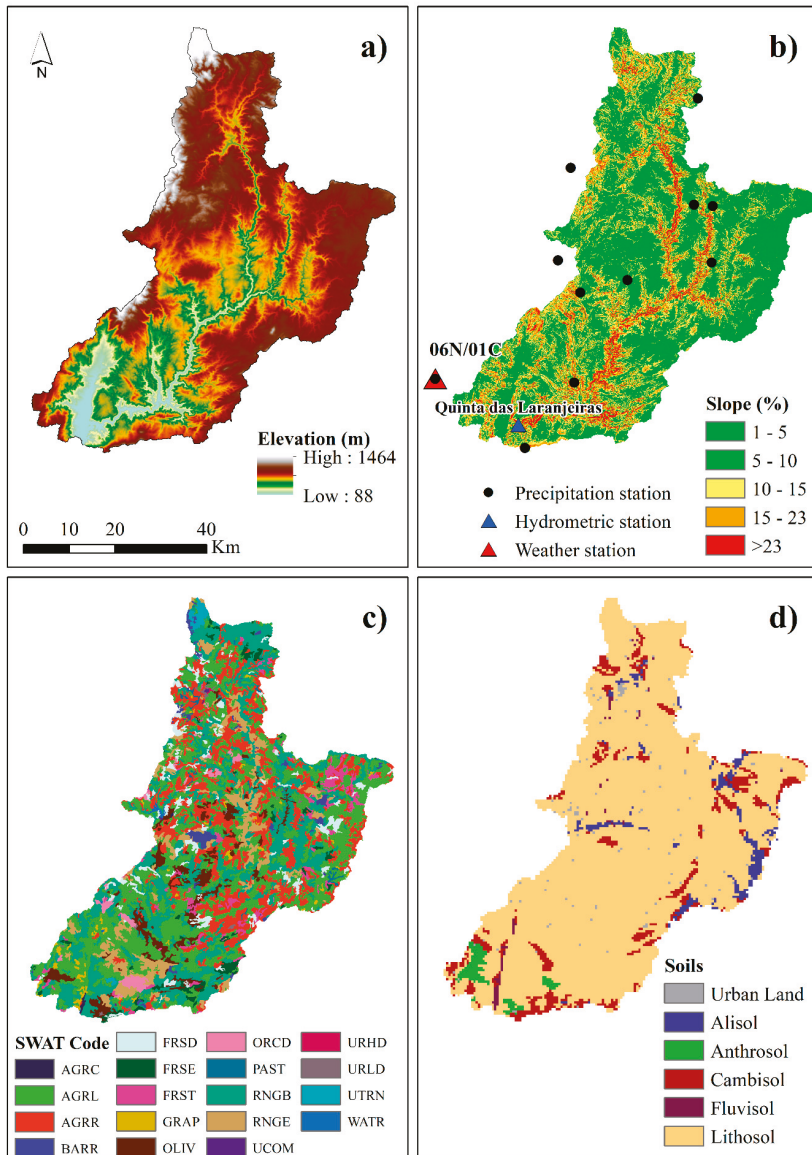 a)
N
Elevation (m)
High : 1464
Low : 88
0 10 20 40
Km
b)
06N/01C
Quinta das Laranjeiras
Precipitation station
Hydrometric station
Weather station
Slope (%)
1 - 5
5 - 10
10 - 15
15 - 23
>23
c)
SWAT Code
AGRC
AGRL
AGRR
BARR
FRSD
FRSE
FRST
GRAP
OLIV
ORCD
PAST
RNGB
RNGE
UCOM
URHD
URLD
UTRN
WATR
d)
Soils
Urban Land
Alisol
Anthrosol
Cambisol
Fluvisol
Lithosol